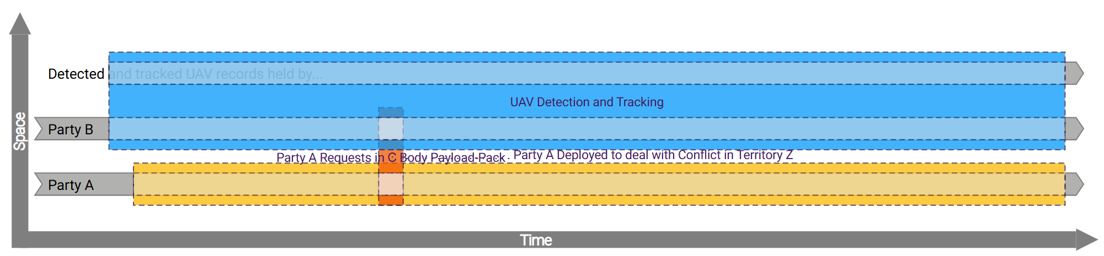 Detected and tracked UAV records held by...
UAV Detection and Tracking
Party B
Party A Requests in C Body Payload-Pack
Party A Deployed to deal with Conflict in Territory Z
Party A
Space
Time